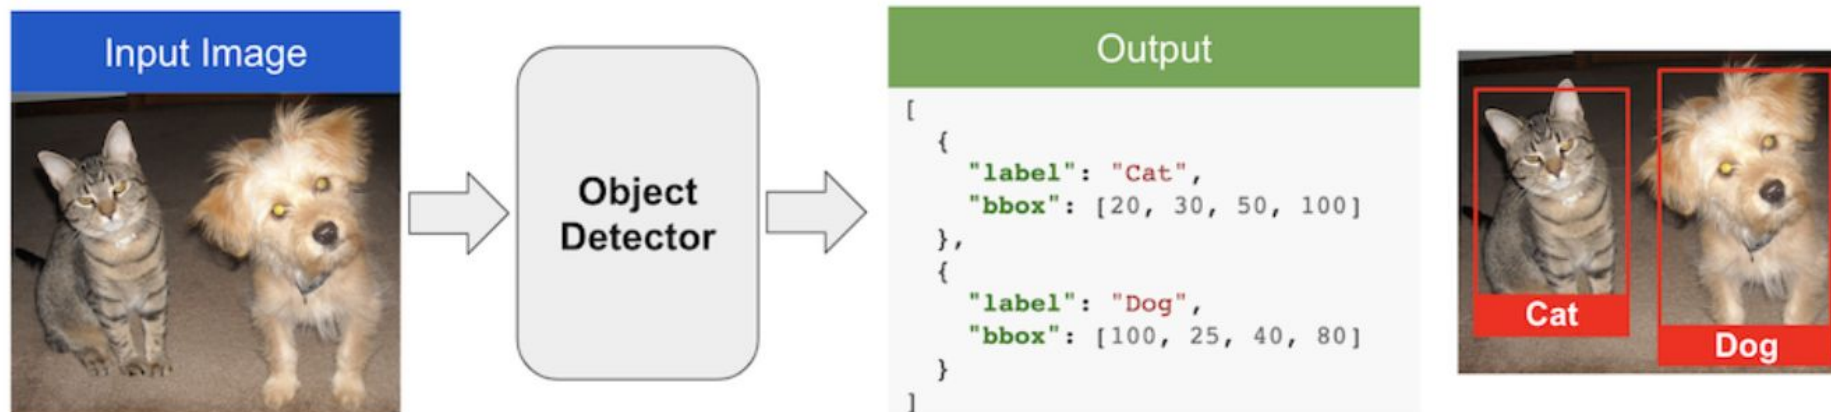 Input Image
Object
Detector
Output
[
  {
    "label": "Cat",
    "bbox": [20, 30, 50, 100]
  },
  {
    "label": "Dog",
    "bbox": [100, 25, 40, 80]
  }
]
Cat
Dog